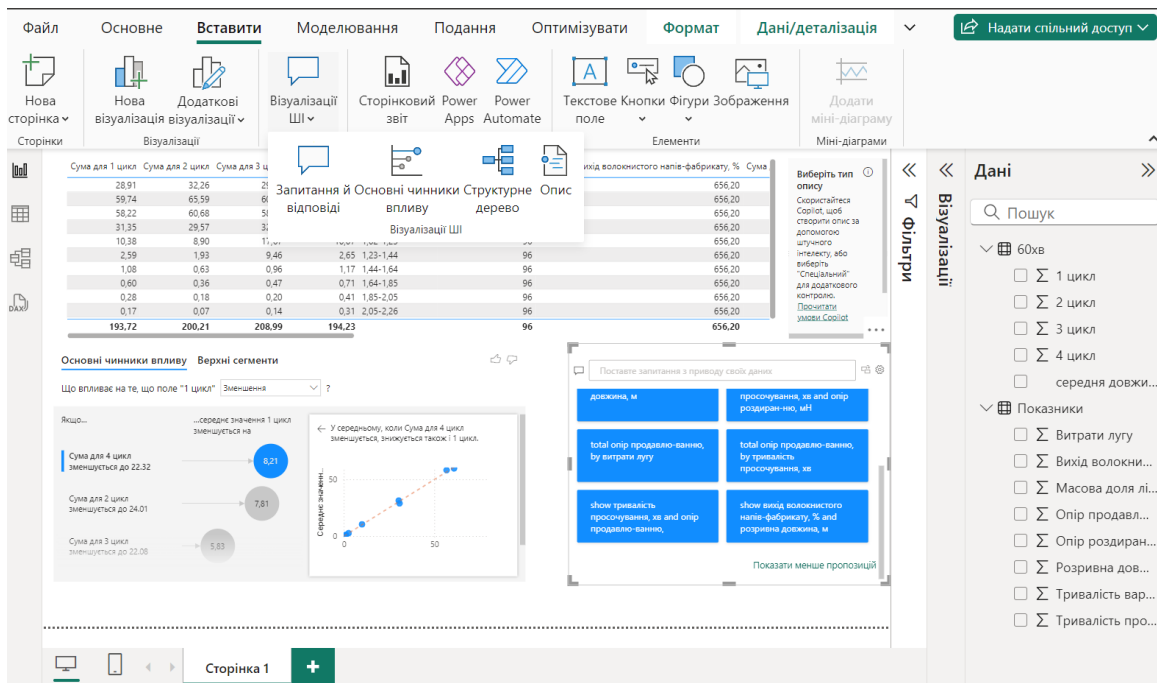 Файл Основне Вставити Моделювання Подання Оптимізувати Формат Дані/деталізація Надати спільний доступ
Нова сторінка
Сторінки
Нова візуалізація
Додаткові візуалізації
Візуалізації
Візуалізації ШІ
Сторінковий звіт
Power Apps
Power Automate
Текстове поле
Кнопки
Фігури
Зображення
Елементи
Додати міні-діаграму
Міні-діаграми
Запитання й відповіді
Основні чинники впливу
Структурне дерево
Опис
Візуалізації ШІ
Сума для 1 цикл Сума для 2 цикл Сума для 3 вихід волокнистого напів-фабрикату, % Сума
28,91 32,26 656,20
59,74 65,59 656,20
58,22 60,68 656,20
31,35 29,57 656,20
10,38 8,90 96 656,20
2,59 1,93 9,46 2,65 1,23-1,44 96 656,20
1,08 0,63 0,96 1,17 1,44-1,64 96 656,20
0,60 0,36 0,47 0,71 1,64-1,85 96 656,20
0,28 0,18 0,20 0,41 1,85-2,05 96 656,20
0,17 0,07 0,14 0,31 2,05-2,26 96 656,20
193,72 200,21 208,99 194,23 96 656,20
Виберіть тип
опису
Скористайтеся
Copilot, щоб
створити опис за
допомогою
штучного
інтелекту, або
виберіть
"Спеціальний"
для додаткового
контролю.
Прочитати
умови Copilot
Основні чинники впливу Верхні сегменти
Що впливає на те, що поле "1 цикл" Зменшення ?
Якщо...
...середнє значення 1 цикл
зменшується на
Сума для 4 цикл
зменшується до 22.32
8,21
Сума для 2 цикл
зменшується до 24.01
7,81
Сума для 3 цикл
зменшується до 22.08
5,83
У середньому, коли Сума для 4 цикл
зменшується, знижується також і 1 цикл.
Середнє значенн...
50
0
0 50
Поставте запитання з приводу своїх даних
довжина, м
просочування, хв and опір
роздиран-ню, мН
total опір продавлю-ванню,
by витрати лугу
total опір продавлю-ванню,
by тривалість
просочування, хв
show тривалість
просочування, хв and опір
продавлю-ванню,
show вихід волокнистого
напів-фабрикату, % and
розривна довжина, м
Показати менше пропозицій
Фільтри
Візуалізації
Дані
Пошук
60хв
1 цикл
2 цикл
3 цикл
4 цикл
середня довжи...
Показники
Витрати лугу
Вихід волокни...
Масова доля лі...
Опір продавл...
Опір роздиран...
Розривна дов...
Тривалість вар...
Тривалість про...
DAX
Сторінка 1